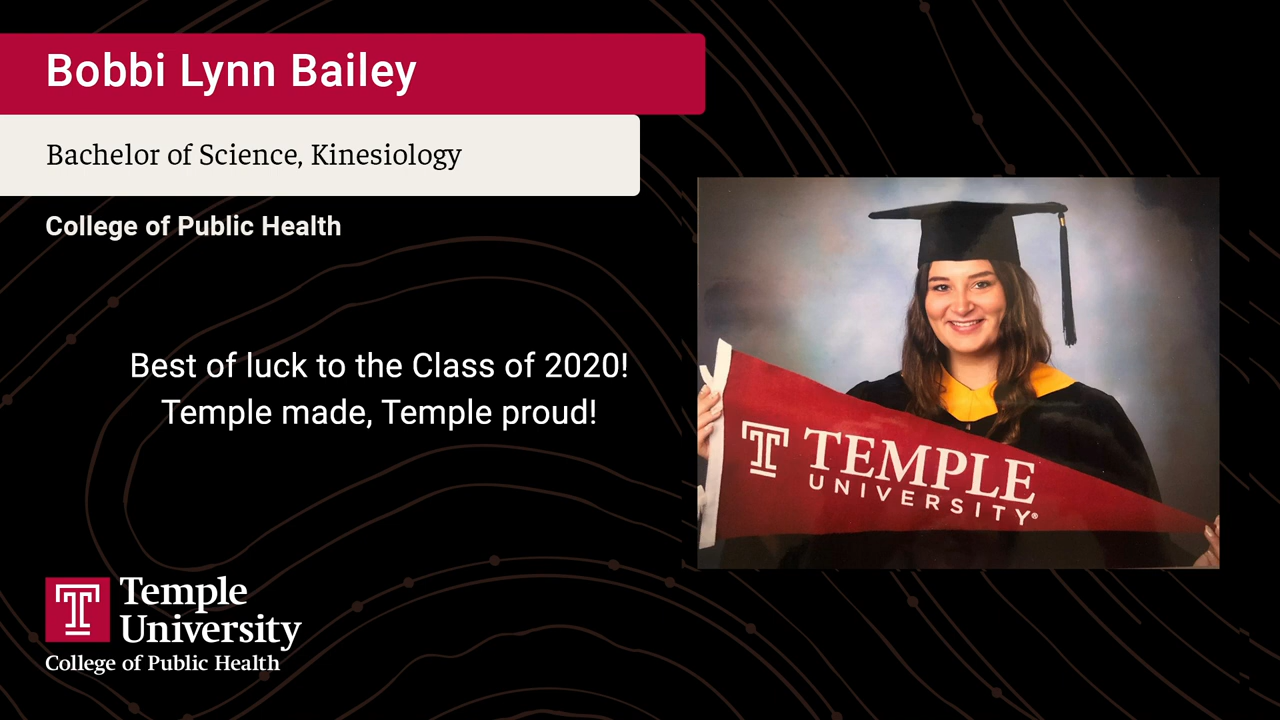 Bobbi Lynn Bailey
Bachelor of Science, Kinesiology
College of Public Health
Best of luck to the Class of 2020!
Temple made, Temple proud!
TEMPLE
UNIVERSITY®
Temple
University
College of Public Health